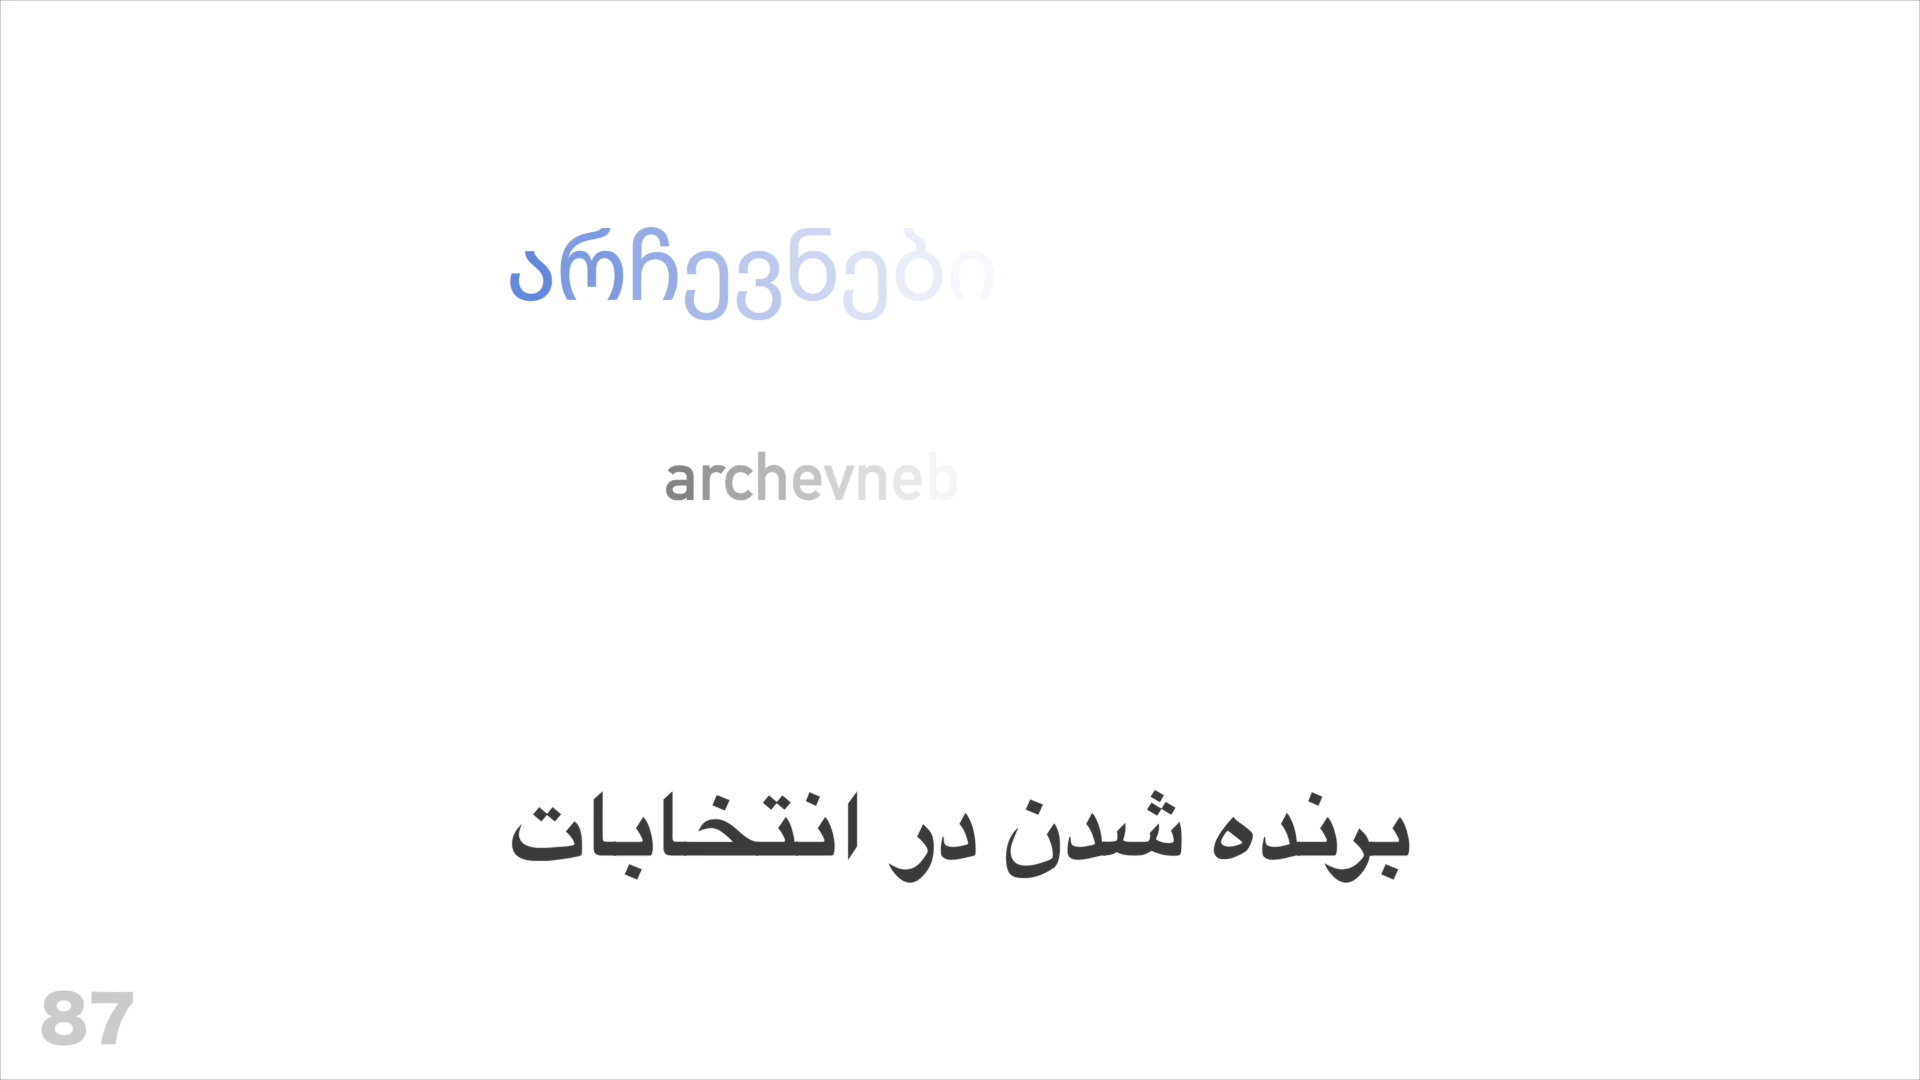 არჩევნები
archevneb
برنده شدن در انتخابات
87